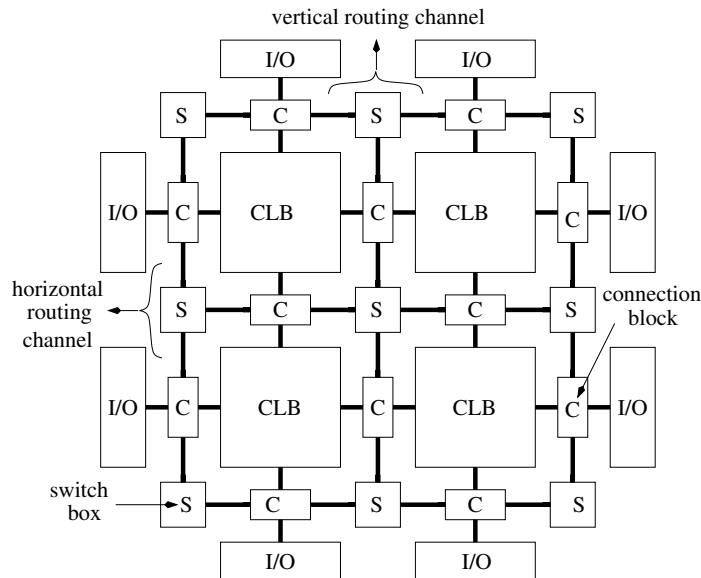 vertical routing channel
I/O
I/O
S
C
S
C
S
I/O
C
CLB
C
CLB
C
I/O
horizontal
routing
channel
S
C
S
C
S
connection
block
I/O
C
CLB
C
CLB
C
I/O
switch
box
S
C
S
C
S
I/O
I/O